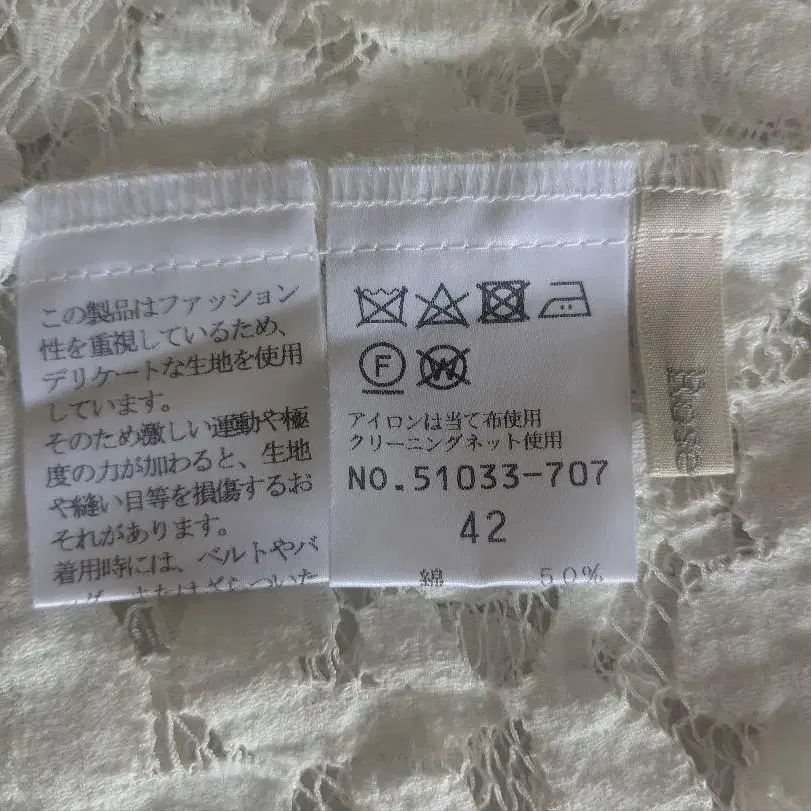 この製品はファッション
性を重視しているため、
デリケートな生地を使用
しています。
そのため激しい運動や極
度の力が加わると、生地
や縫い目等を損傷するお
それがあります。
着用時には、ベルトやバ
F
W
アイロンは当て布使用
クリーニングネット使用
NO.51033-707
42
綿 50%